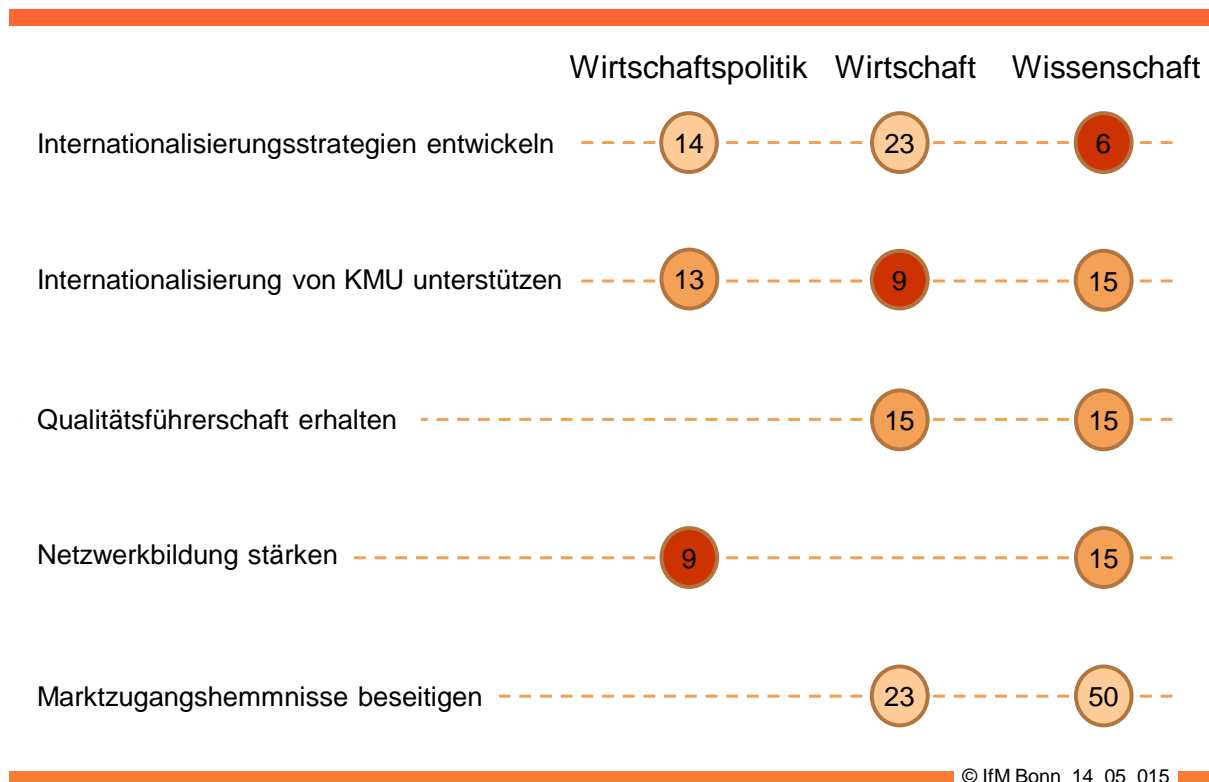 Wirtschaftspolitik Wirtschaft Wissenschaft
Internationalisierungsstrategien entwickeln 14 23 6
Internationalisierung von KMU unterstützen 13 9 15
Qualitätsführerschaft erhalten 15 15
Netzwerkbildung stärken 9 15
Marktzugangshemmnisse beseitigen 23 50
© IfM Bonn 14 05 015